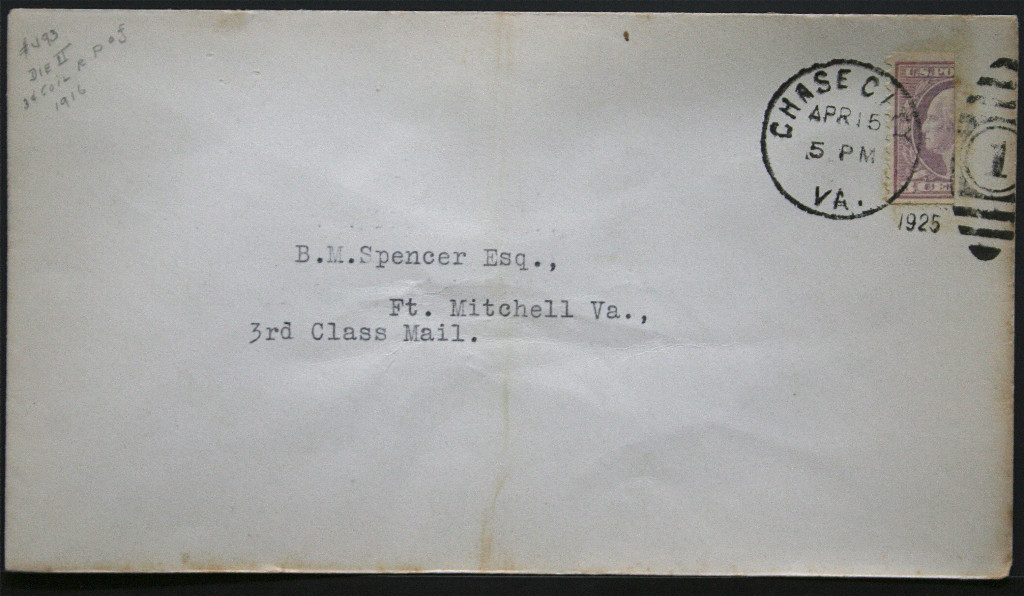 #493
DIE II
3¢ Coil R P of J
1916
CHASE CITY
APR 15
5 PM
VA.
1925
1
B.M.Spencer Esq.,
Ft. Mitchell Va.,
3rd Class Mail.